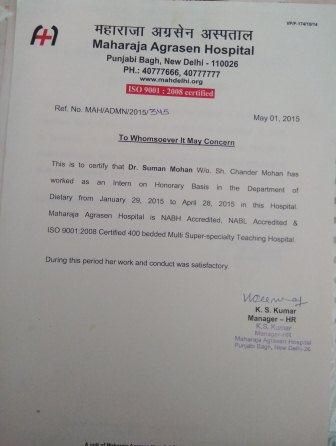 VP/F-174/10/14
महाराजा अग्रसेन अस्पताल
Maharaja Agrasen Hospital
Punjabi Bagh, New Delhi - 110026
PH.: 40777666, 40777777
www.mahdelhi.org
ISO 9001 : 2008 certified
Ref. No. MAH/ADMN/2015/345
May 01, 2015
To Whomsoever It May Concern
This is to certify that Dr. Suman Mohan W/o. Sh. Chander Mohan has
worked as an Intern on Honorary Basis in the Department of
Dietary from January 29, 2015 to April 28, 2015 in this Hospital.
Maharaja Agrasen Hospital is NABH Accredited, NABL Accredited &
ISO 9001:2008 Certified 400 bedded Multi Super-specialty Teaching Hospital.
During this period her work and conduct was satisfactory.
K. S. Kumar
Manager – HR
K.S. Kumar
Manager-HR
Maharaja Agrasen Hospital
Punjabi Bagh, New Delhi-26